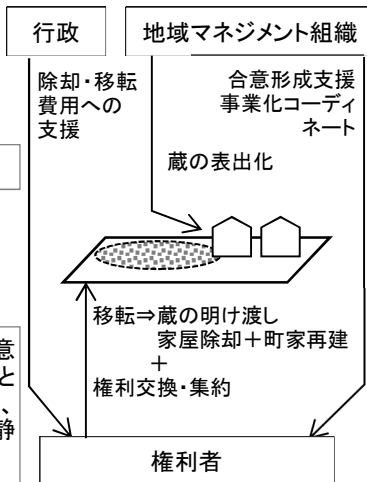 行政
地域マネジメント組織
除却・移転
費用への
支援
合意形成支援
事業化コーディ
ネート
蔵の表出化
移転⇒蔵の明け渡し
家屋除却＋町家再建
＋
権利交換・集約
意
と
、
静
権利者